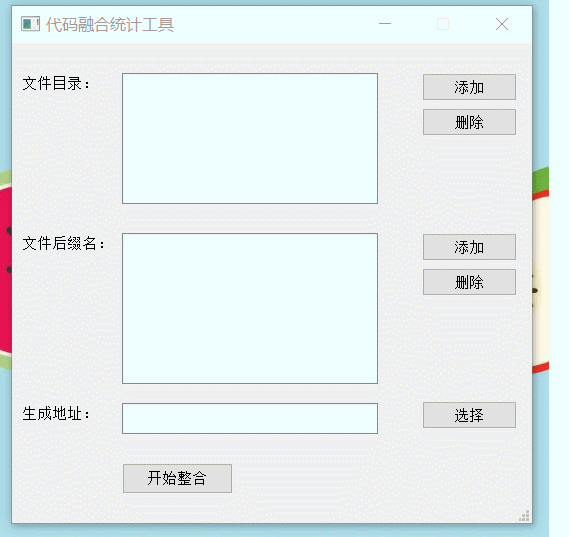 代码融合统计工具
文件目录：
添加
删除
文件后缀名：
添加
删除
生成地址：
选择
开始整合